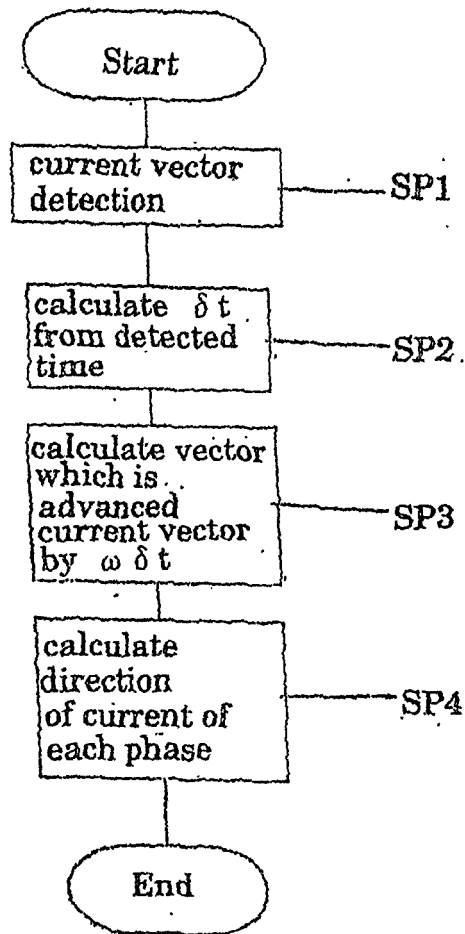 Start
current vector
detection
SP1
calculate δt
from detected
time
SP2
calculate vector
which is
advanced
current vector
by ω δt
SP3
calculate
direction
of current of
each phase
SP4
End